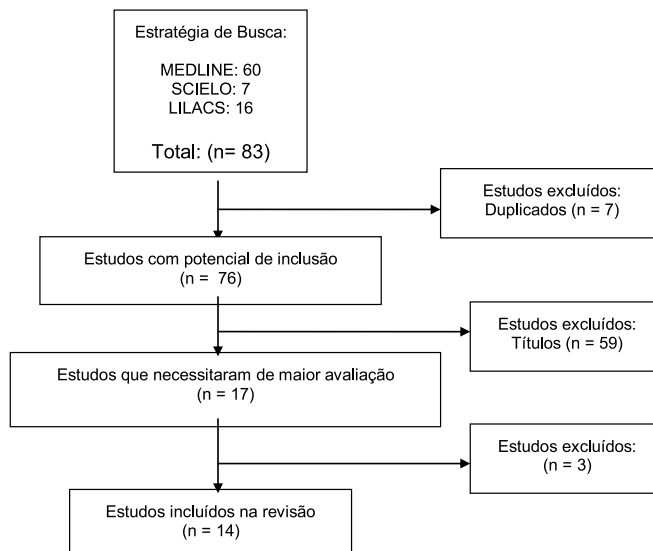 Estratégia de Busca:
MEDLINE: 60
SCIELO: 7
LILACS: 16
Total: (n= 83)
Estudos excluídos:
Duplicados (n = 7)
Estudos com potencial de inclusão
(n = 76)
Estudos excluídos:
Títulos (n = 59)
Estudos que necessitaram de maior avaliação
(n = 17)
Estudos excluídos:
(n = 3)
Estudos incluídos na revisão
(n = 14)